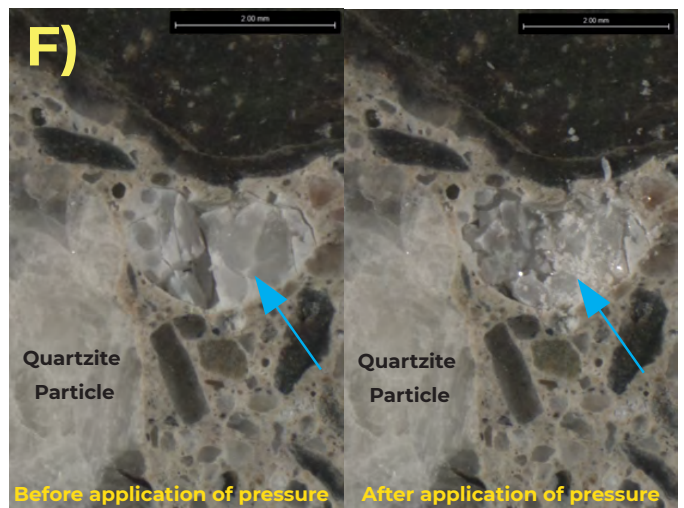 2.00 mm
2.00 mm
F)
Quartzite
Particle
Quartzite
Particle
Before application of pressure
After application of pressure